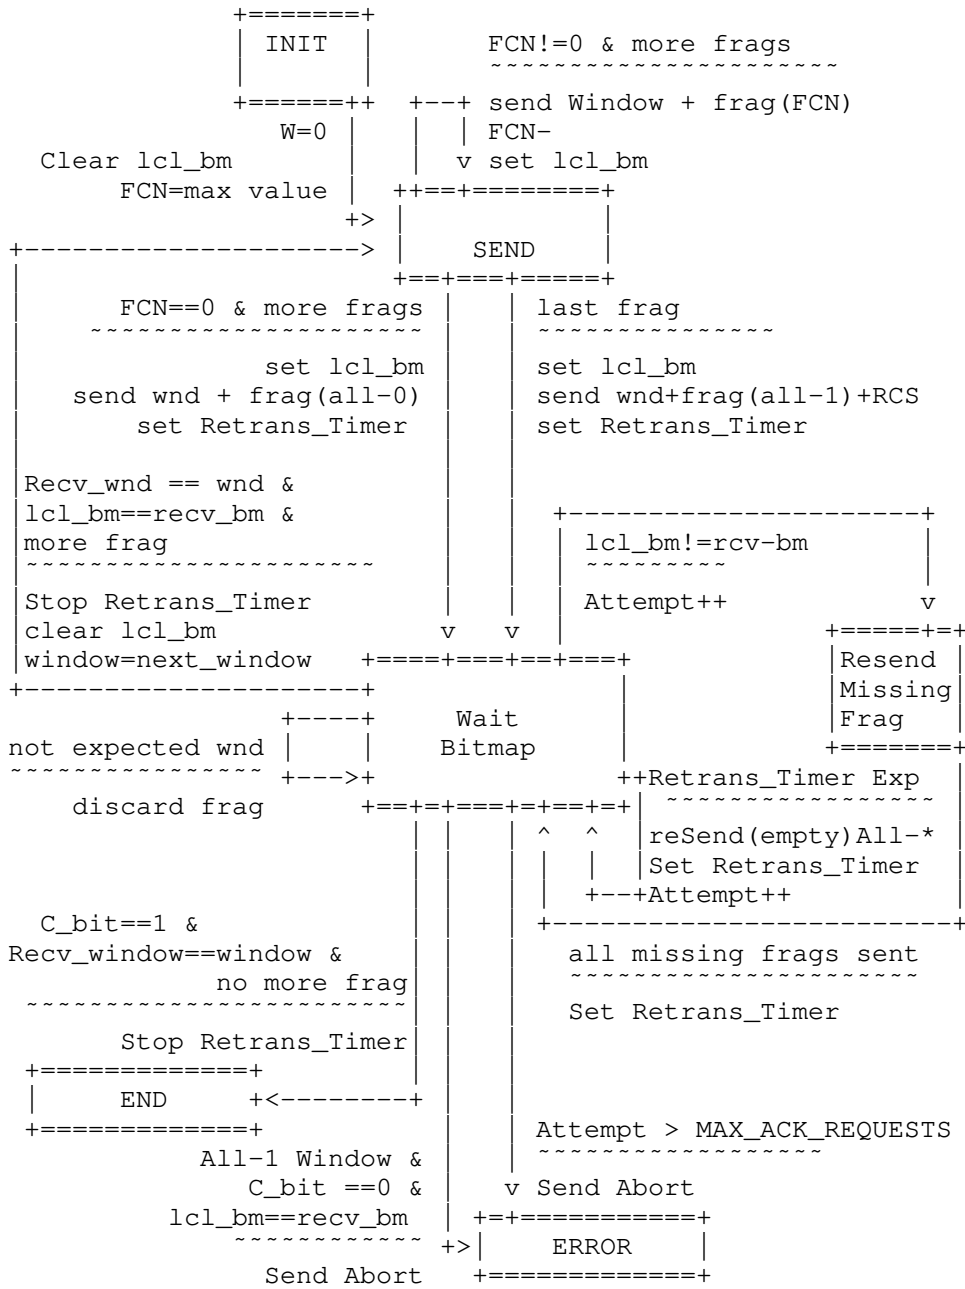 INIT
FCN!=0 & more frags
~~~~~~~~~~~~~~~~~~~~~~
send Window + frag(FCN)
W=0
FCN-
Clear lcl_bm
set lcl_bm
FCN=max value
SEND
FCN==0 & more frags
last frag
~~~~~~~~~~~~~~~~~~~~~
~~~~~~~~~~~~~~~
set lcl_bm
set lcl_bm
send wnd + frag(all-0)
send wnd+frag(all-1)+RCS
set Retrans_Timer
set Retrans_Timer
Recv_wnd == wnd &
lcl_bm==recv_bm &
more frag
lcl_bm!=rcv-bm
~~~~~~~~~~~~~~~~~~~~~~
~~~~~~~~~
Stop Retrans_Timer
Attempt++
clear lcl_bm
window=next_window
Resend
Missing
Wait
Frag
not expected wnd
Bitmap
~~~~~~~~~~~~~~~~
Retrans_Timer Exp
discard frag
~~~~~~~~~~~~~~~~~
reSend(empty)All-*
Set Retrans_Timer
Attempt++
C_bit==1 &
Recv_window==window &
all missing frags sent
no more frag
~~~~~~~~~~~~~~~~~~~~~~
~~~~~~~~~~~~~~~~~~~~~~~~
Set Retrans_Timer
Stop Retrans_Timer
END
Attempt > MAX_ACK_REQUESTS
All-1 Window &
~~~~~~~~~~~~~~~~~~
C_bit ==0 &
Send Abort
lcl_bm==recv_bm
~~~~~~~~~~~~
ERROR
Send Abort